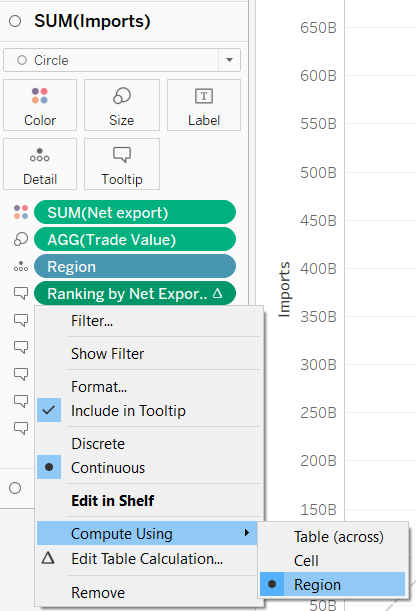 SUM(Imports)
Circle
Color
Size
Label
Detail
Tooltip
SUM(Net export)
AGG(Trade Value)
Region
Ranking by Net Expor..
Filter...
Show Filter
Format...
Include in Tooltip
Discrete
Continuous
Edit in Shelf
Compute Using
Edit Table Calculation...
Remove
Table (across)
Cell
Region
Imports
650B
600B
550B
500B
450B
400B
350B
300B
250B
200B
150B
50B